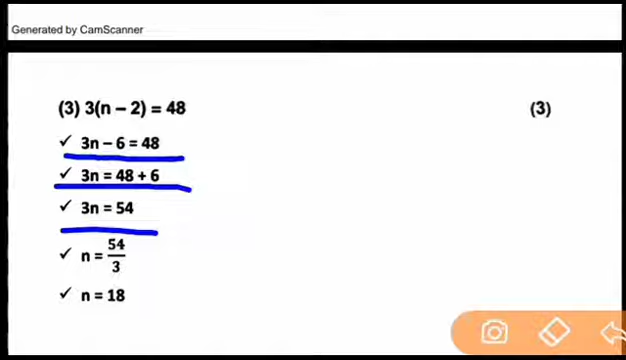 Generated by CamScanner
(3) 3(n – 2) = 48 (3)
✓ 3n – 6 = 48
✓ 3n = 48 + 6
✓ 3n = 54
✓ n = 54/3
✓ n = 18